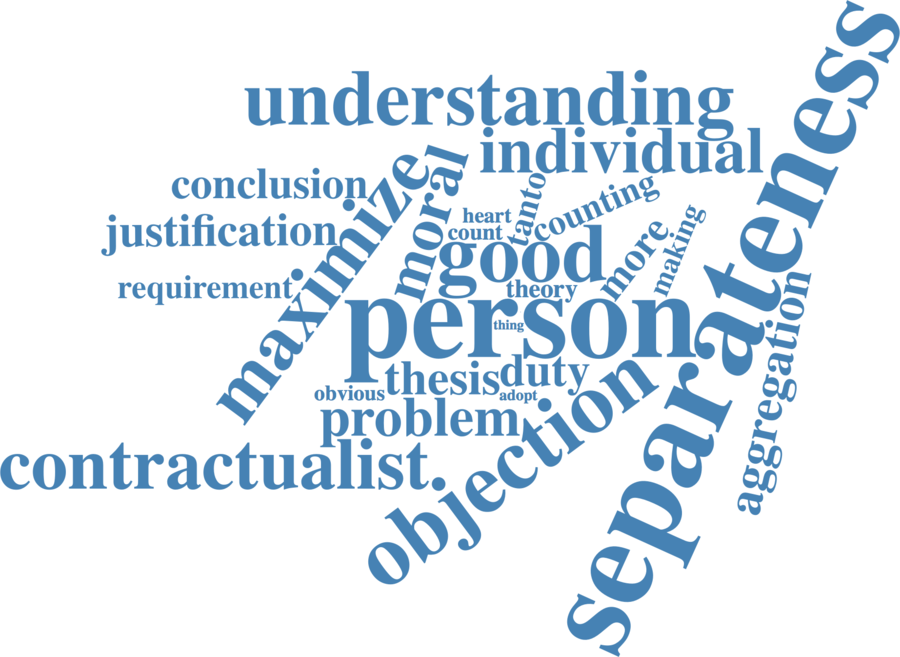 separateness
understanding
individual
conclusion
maximize
moral
tanto
counting
justification
heart
count
good
more
making
requirement
theory
person
thing
aggregation
thesis
duty
obvious
adopt
problem
objection
contractualist.